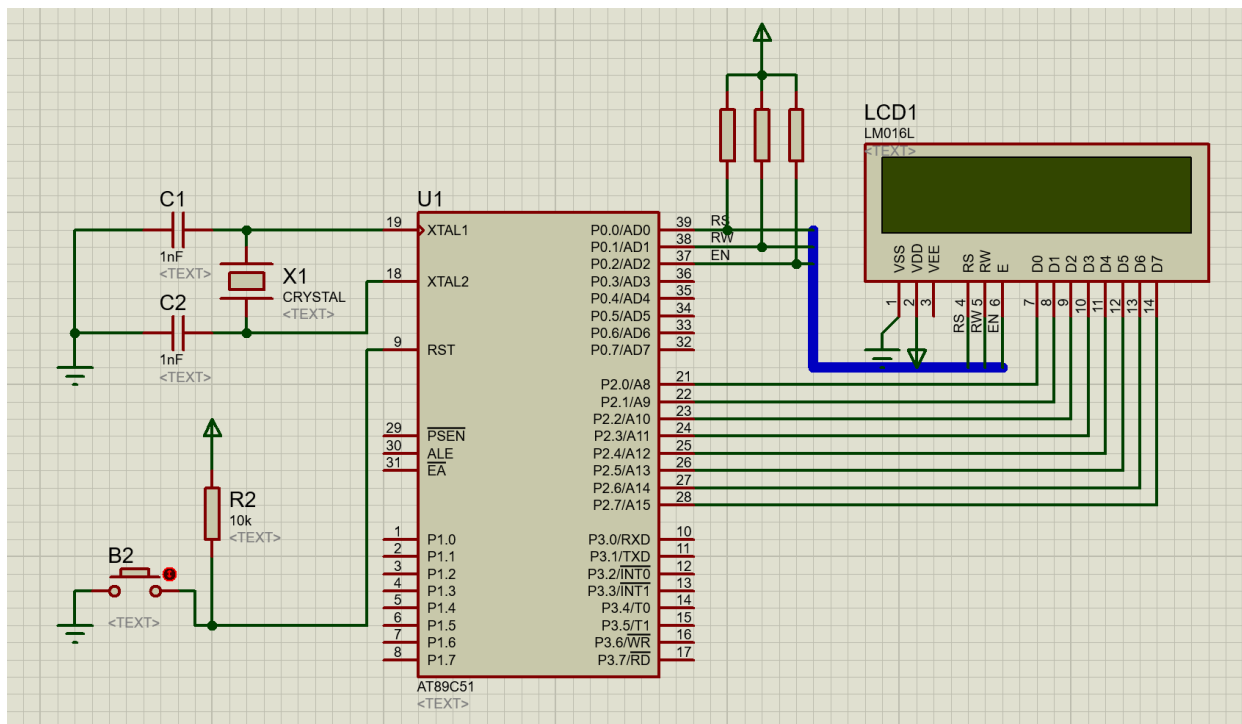 C1
1nF
<TEXT>
X1
CRYSTAL
<TEXT>
C2
1nF
<TEXT>
R2
10k
<TEXT>
B2
<TEXT>
U1
19 XTAL1
18 XTAL2
9 RST
29 PSEN
30 ALE
31 EA
1 P1.0
2 P1.1
3 P1.2
4 P1.3
5 P1.4
6 P1.5
7 P1.6
8 P1.7
P0.0/AD0 39 RS
P0.1/AD1 38 RW
P0.2/AD2 37 EN
P0.3/AD3 36
P0.4/AD4 35
P0.5/AD5 34
P0.6/AD6 33
P0.7/AD7 32
P2.0/A8 21
P2.1/A9 22
P2.2/A10 23
P2.3/A11 24
P2.4/A12 25
P2.5/A13 26
P2.6/A14 27
P2.7/A15 28
P3.0/RXD 10
P3.1/TXD 11
P3.2/INT0 12
P3.3/INT1 13
P3.4/T0 14
P3.5/T1 15
P3.6/WR 16
P3.7/RD 17
AT89C51
<TEXT>
LCD1
LM016L
<TEXT>
VSS VDD VEE RS RW E D0 D1 D2 D3 D4 D5 D6 D7
1 2 3 4 5 6 7 8 9 10 11 12 13 14
RS RW EN